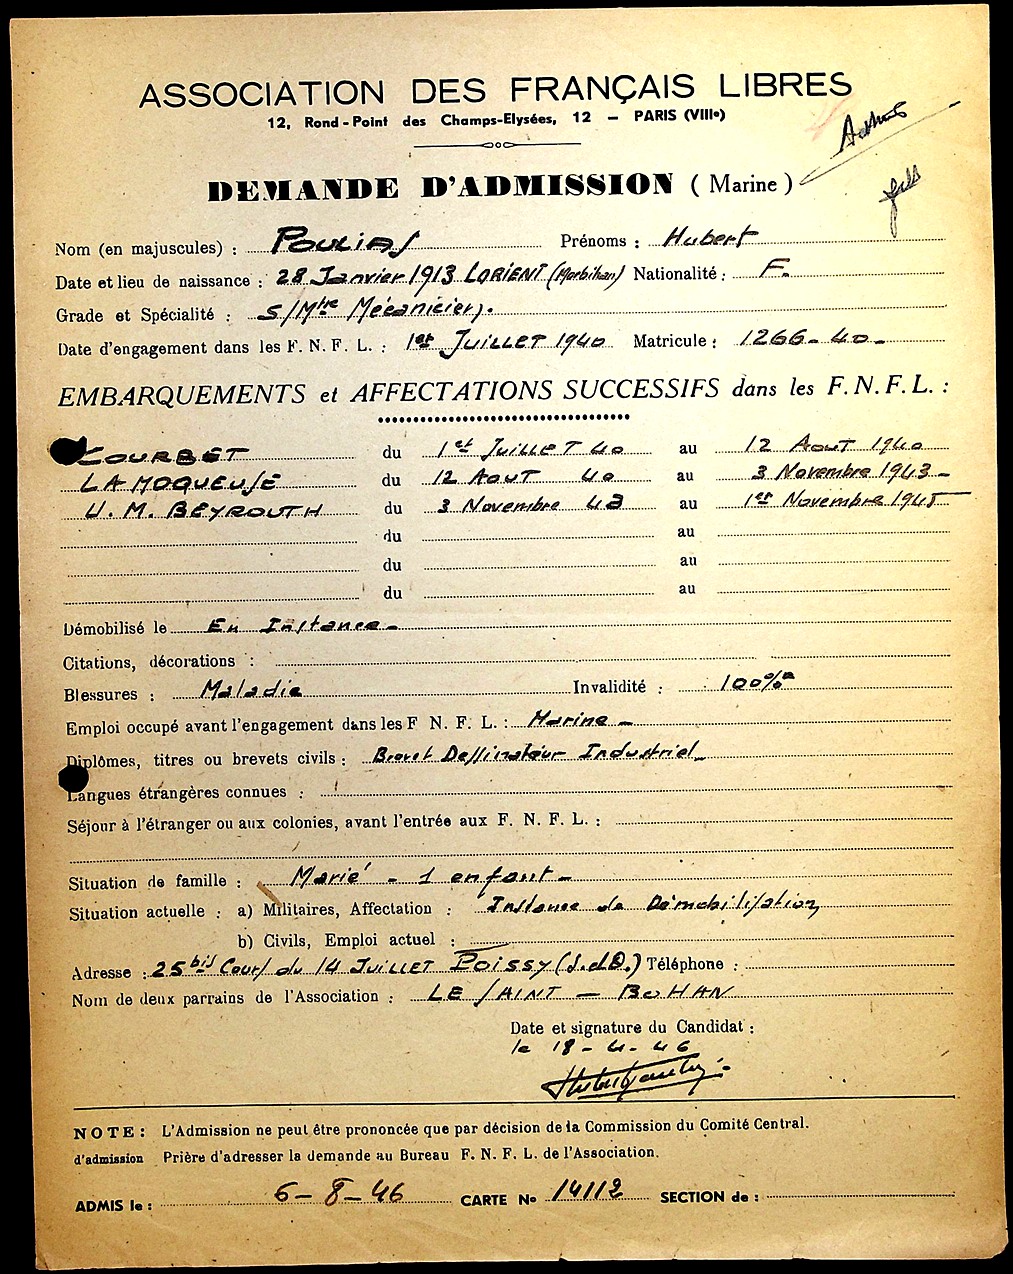 ASSOCIATION DES FRANÇAIS LIBRES
12, Rond-Point des Champs-Elysées, 12 — PARIS (VIIIe)
DEMANDE D'ADMISSION (Marine)
Nom (en majuscules) : POULIAS Prénoms : Hubert
Date et lieu de naissance : 28 Janvier 1913 LORIENT (Morbihan) Nationalité : F.
Grade et Spécialité : S/Mtre Mécanicien.
Date d'engagement dans les F. N. F. L. : 1er JUILLET 1940 Matricule : 1266-40-
EMBARQUEMENTS et AFFECTATIONS SUCCESSIFS dans les F. N. F. L. :
COURBET du 1er JUILLET 40 au 12 AOUT 1940
LA MOQUEUSE du 12 AOUT 40 au 3 Novembre 1943-
U. M. BEYROUTH du 3 Novembre 43 au 1er Novembre 1945
du au
du au
du au
Démobilisé le En Instance-
Citations, décorations :
Blessures : Maladie Invalidité : 100%
Emploi occupé avant l'engagement dans les F N. F. L. : Marine -
Diplômes, titres ou brevets civils : Brevet Dessinateur Industriel
Langues étrangères connues :
Séjour à l'étranger ou aux colonies, avant l'entrée aux F. N. F. L. :
Situation de famille : Marié - 1 enfant -
Situation actuelle : a) Militaires, Affectation : Instance de Démobilisation
b) Civils, Emploi actuel :
Adresse : 25bis Cours du 14 JUILLET POISSY (S.dO.) Téléphone :
Nom de deux parrains de l'Association : LE SAINT — BOHAN
Date et signature du Candidat :
le 18-4-46
NOTE : L'Admission ne peut être prononcée que par décision de la Commission du Comité Central.
d'admission Prière d'adresser la demande au Bureau F. N. F. L. de l'Association.
ADMIS le : 6-8-46 CARTE No 14112 SECTION de :